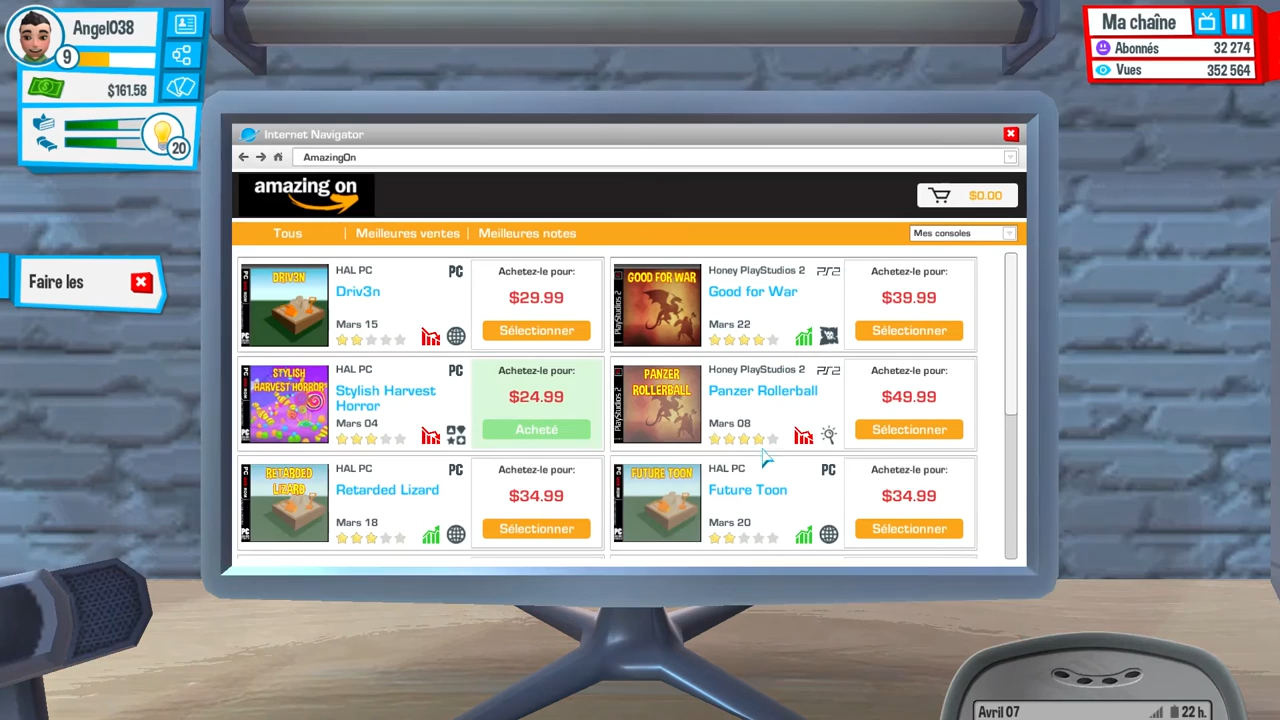 Angel038
9
$161.58
20
Ma chaîne
Abonnés 32 274
Vues 352 564
Faire les
Internet Navigator
AmazingOn
amazing on
$0.00
Tous | Meilleures ventes | Meilleures notes
Mes consoles
DRIV3N
HAL PC PC
Driv3n
Mars 15
Achetez-le pour:
$29.99
Sélectionner
GOOD FOR WAR
PlayStudios 2
Honey PlayStudios 2 PS2
Good for War
Mars 22
Achetez-le pour:
$39.99
Sélectionner
STYLISH
HARVEST HORROR
HAL PC PC
Stylish Harvest
Horror
Mars 04
Achetez-le pour:
$24.99
Acheté
PANZER
ROLLERBALL
PlayStudios 2
Honey PlayStudios 2 PS2
Panzer Rollerball
Mars 08
Achetez-le pour:
$49.99
Sélectionner
RETARDED
LIZARD
HAL PC PC
Retarded Lizard
Mars 18
Achetez-le pour:
$34.99
Sélectionner
FUTURE TOON
HAL PC PC
Future Toon
Mars 20
Achetez-le pour:
$34.99
Sélectionner
Avril 07
22 h.